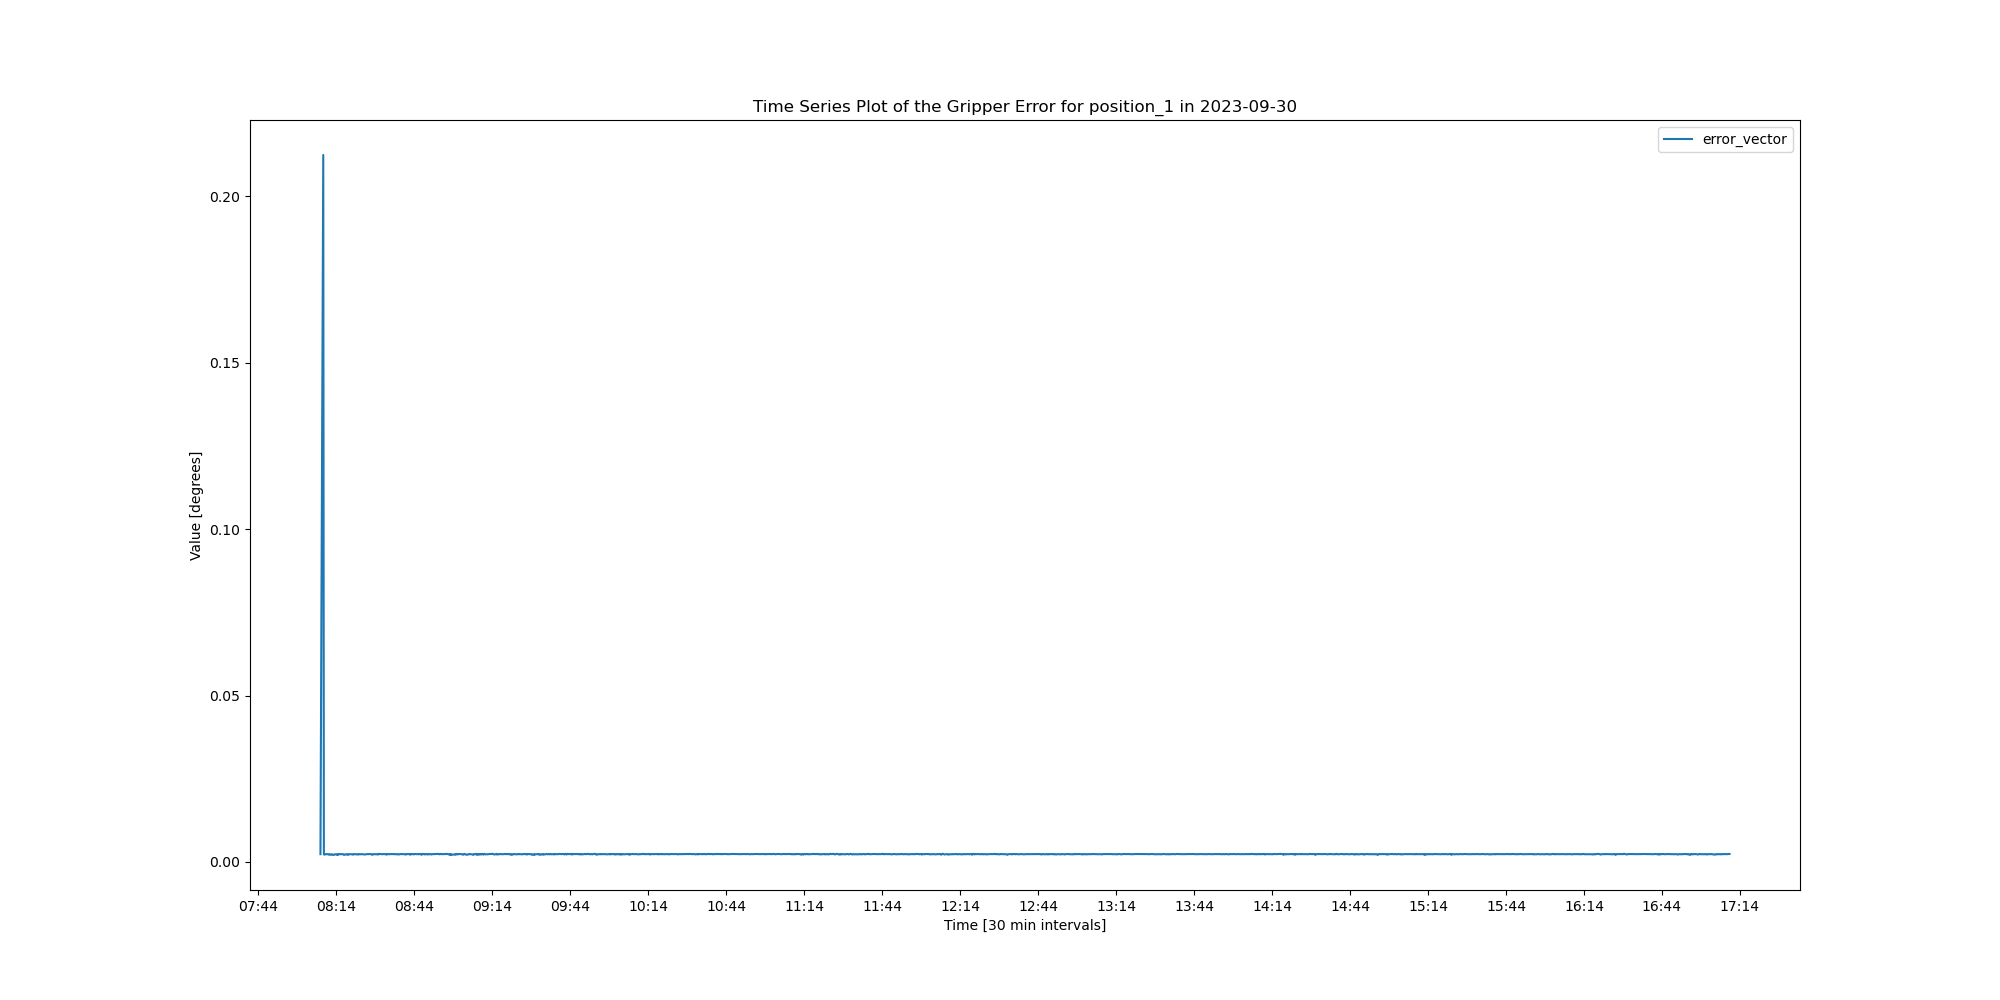 Time Series Plot of the Gripper Error for position_1 in 2023-09-30
error_vector
0.20
0.15
0.10
0.05
0.00
Value [degrees]
07:44 08:14 08:44 09:14 09:44 10:14 10:44 11:14 11:44 12:14 12:44 13:14 13:44 14:14 14:44 15:14 15:44 16:14 16:44 17:14
Time [30 min intervals]